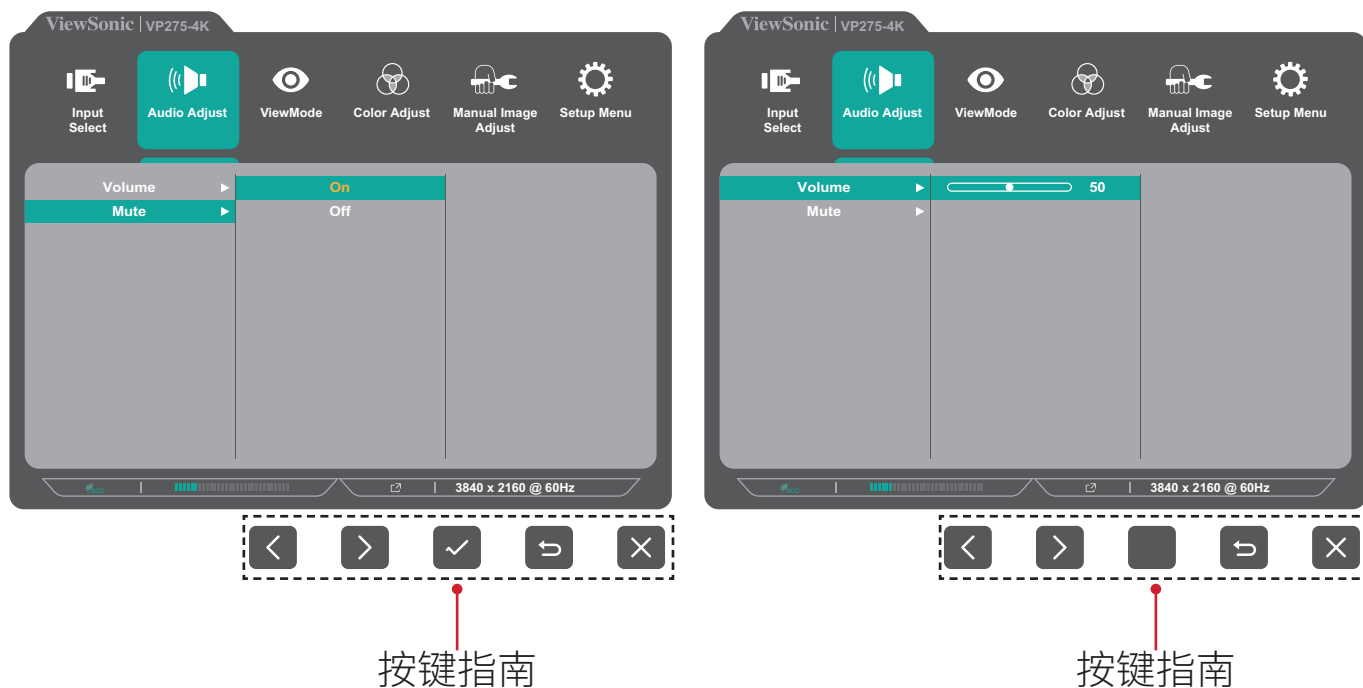 ViewSonic VP275-4K
Input Select
Audio Adjust
ViewMode
Color Adjust
Manual Image Adjust
Setup Menu
Volume
On
Mute
Off
eco
3840 x 2160 @ 60Hz
按键指南
ViewSonic VP275-4K
Input Select
Audio Adjust
ViewMode
Color Adjust
Manual Image Adjust
Setup Menu
Volume
50
Mute
eco
3840 x 2160 @ 60Hz
按键指南